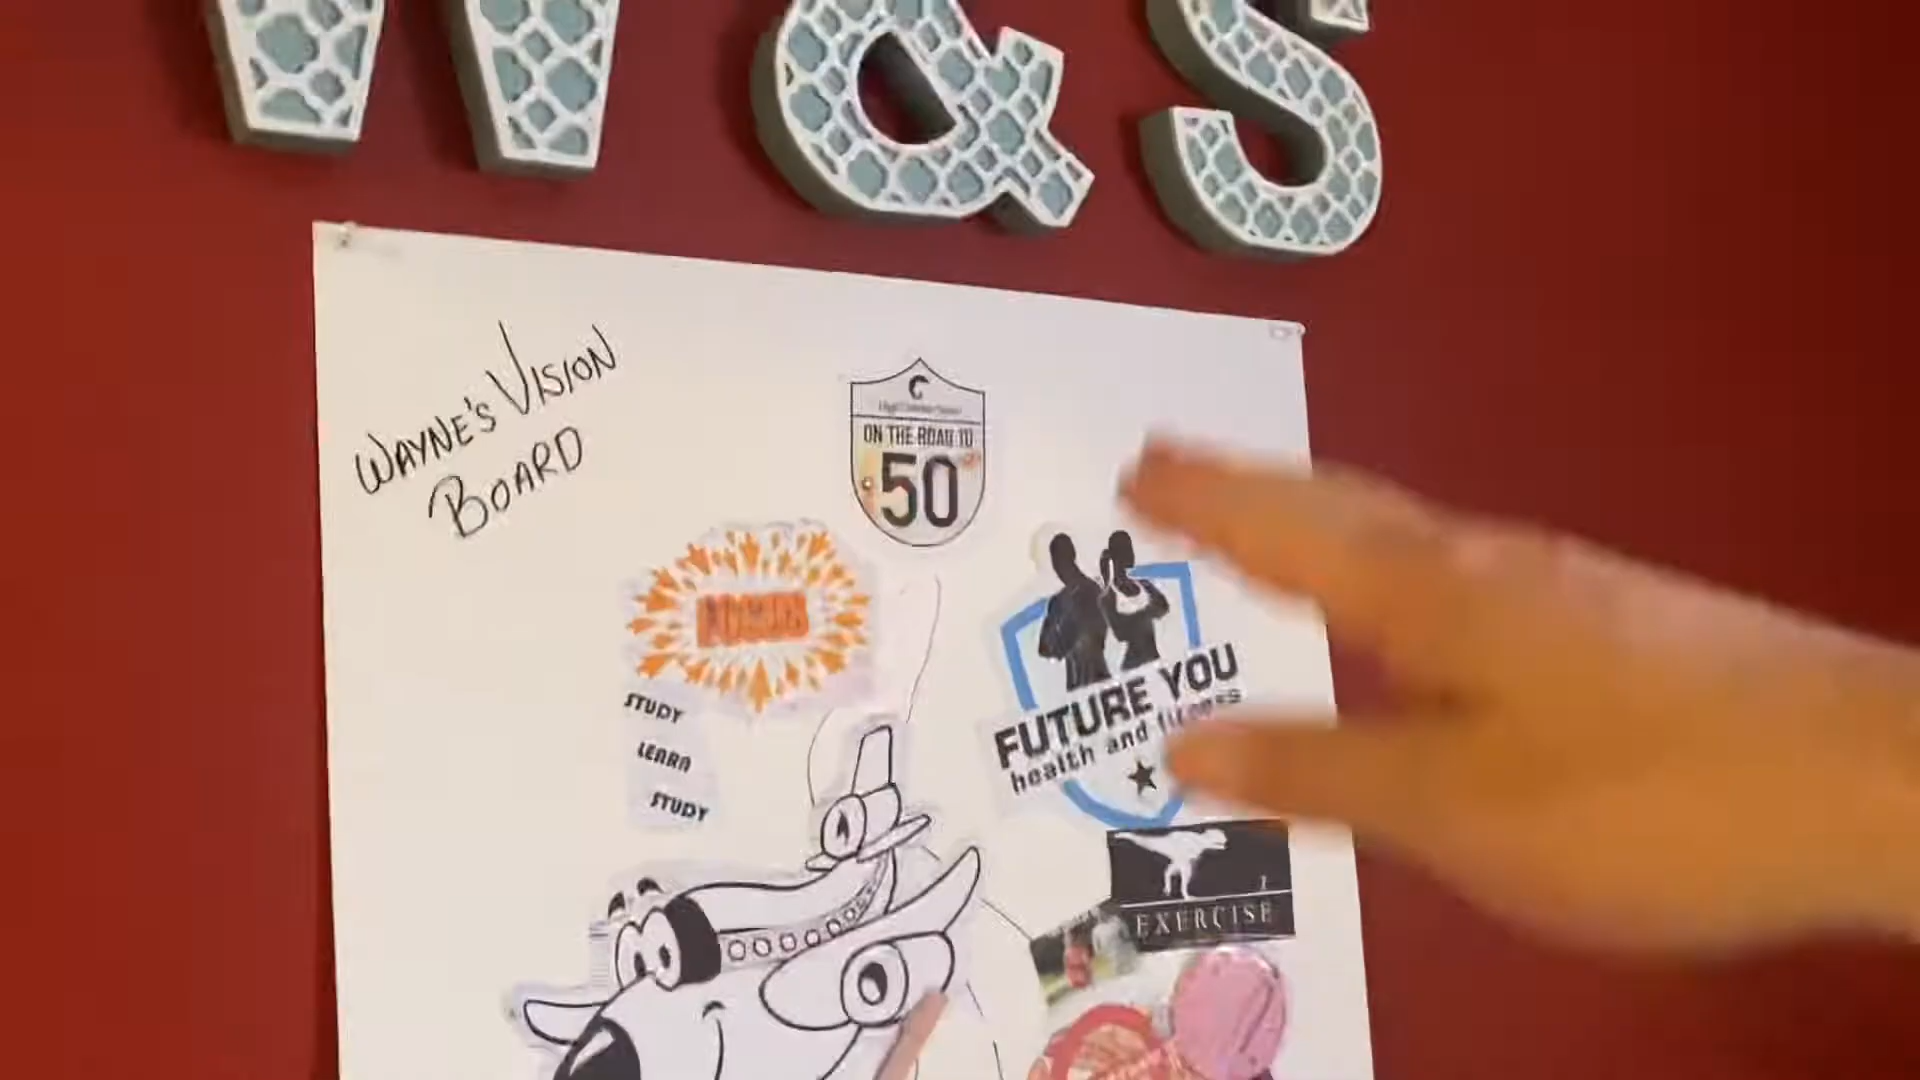 W & S
WAYNE'S VISION
BOARD
ON THE ROAD TO
50
STUDY
LEARN
STUDY
FUTURE YOU
health and fitness
EXERCISE